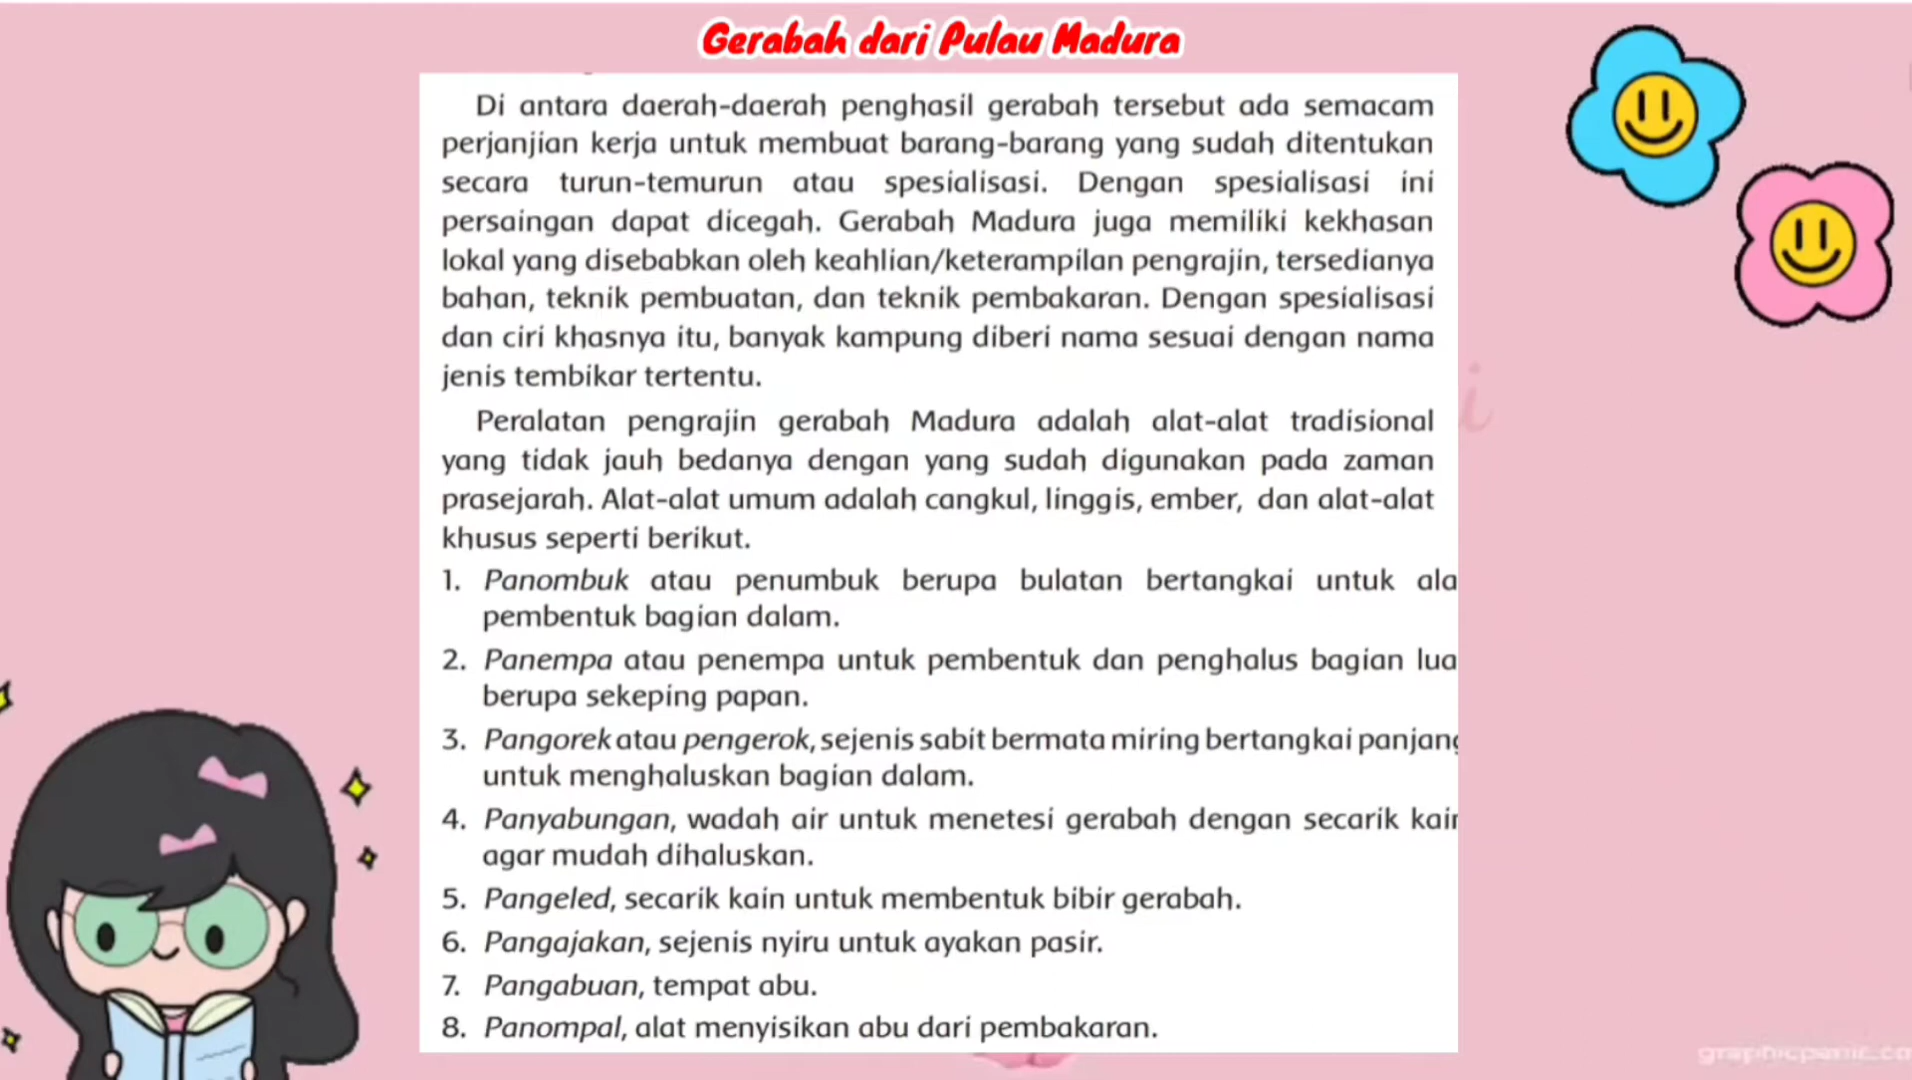 Gerabah dari Pulau Madura
Di antara daerah-daerah penghasil gerabah tersebut ada semacam
perjanjian kerja untuk membuat barang-barang yang sudah ditentukan
secara turun-temurun atau spesialisasi. Dengan spesialisasi ini
persaingan dapat dicegah. Gerabah Madura juga memiliki kekhasan
lokal yang disebabkan oleh keahlian/keterampilan pengrajin, tersedianya
bahan, teknik pembuatan, dan teknik pembakaran. Dengan spesialisasi
dan ciri khasnya itu, banyak kampung diberi nama sesuai dengan nama
jenis tembikar tertentu.
Peralatan pengrajin gerabah Madura adalah alat-alat tradisional
yang tidak jauh bedanya dengan yang sudah digunakan pada zaman
prasejarah. Alat-alat umum adalah cangkul, linggis, ember, dan alat-alat
khusus seperti berikut.
1. Panombuk atau penumbuk berupa bulatan bertangkai untuk ala
pembentuk bagian dalam.
2. Panempa atau penempa untuk pembentuk dan penghalus bagian lua
berupa sekeping papan.
3. Pangorek atau pengerok, sejenis sabit bermata miring bertangkai panjang
untuk menghaluskan bagian dalam.
4. Panyabungan, wadah air untuk menetesi gerabah dengan secarik kain
agar mudah dihaluskan.
5. Pangeled, secarik kain untuk membentuk bibir gerabah.
6. Pangajakan, sejenis nyiru untuk ayakan pasir.
7. Pangabuan, tempat abu.
8. Panompal, alat menyisikan abu dari pembakaran.